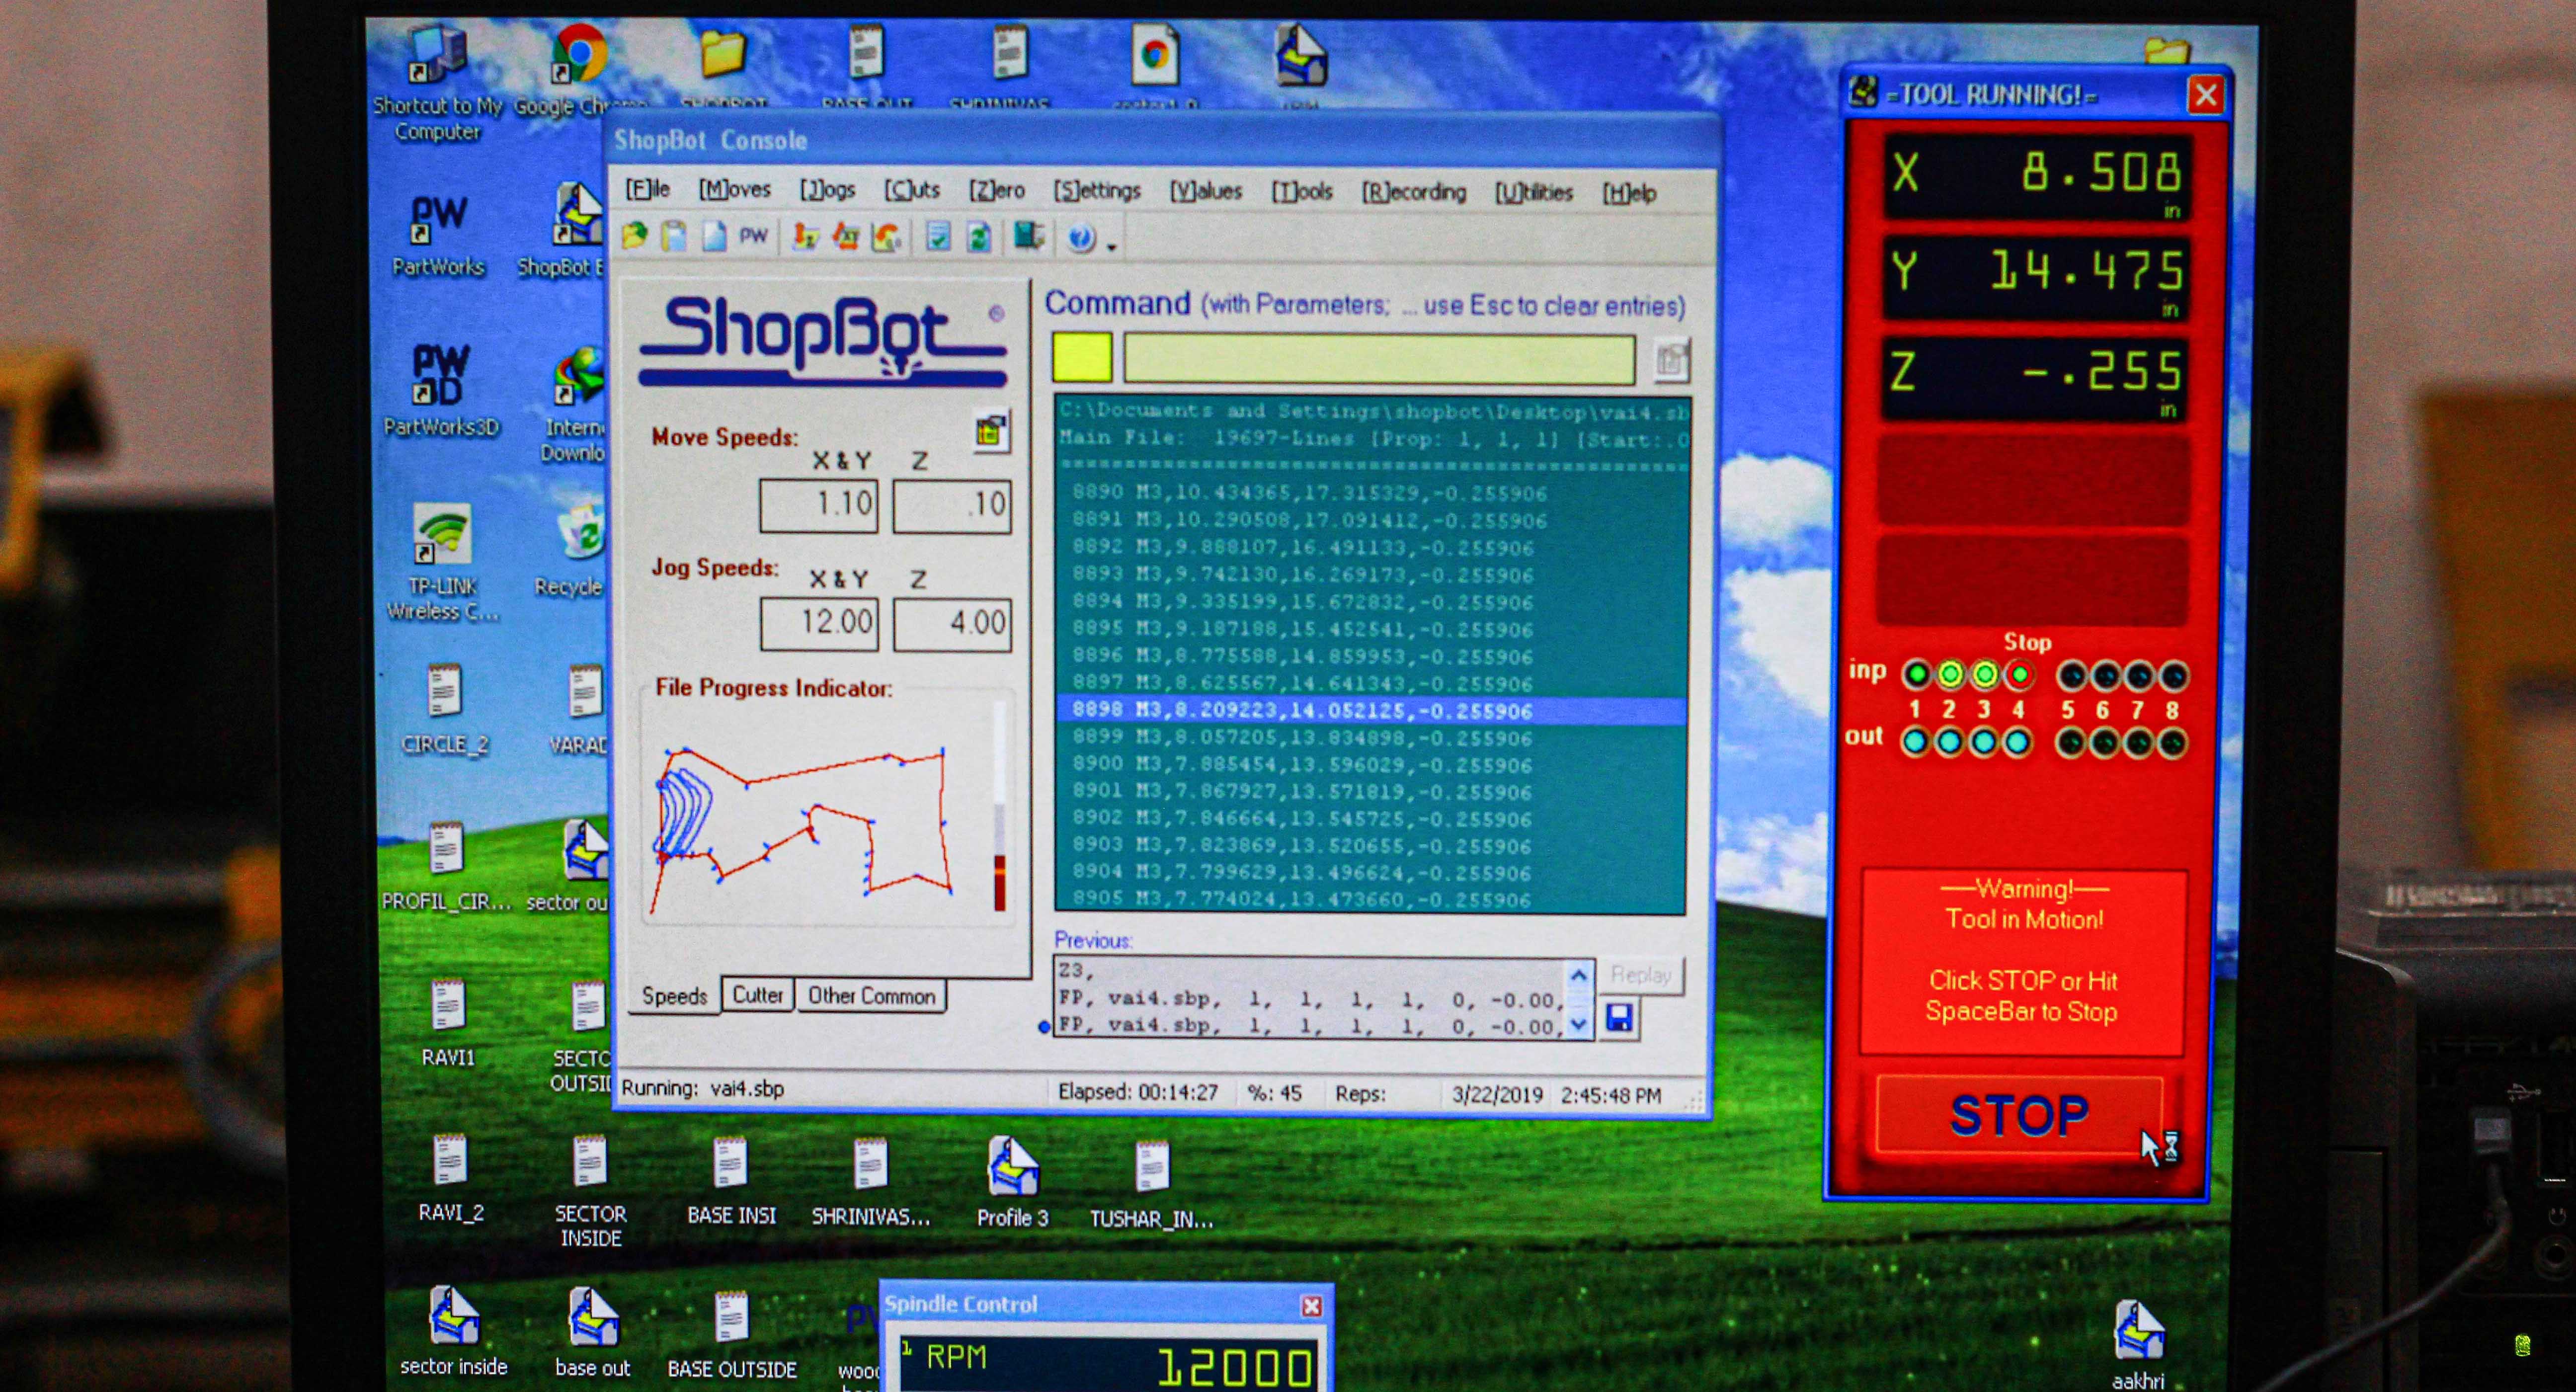 Shortcut to My
Computer
Google Chrome
SHOPBOT
BASE OUT
SHRINIVAS
PW
PartWorks
ShopBot E
PW
3D
PartWorks3D
Intern
Downlo
TP-LINK
Wireless C...
Recycle
CIRCLE_2
VARAD
PROFIL_CIR...
sector ou
RAVI1
SECTO
OUTSI
ShopBot Console
[F]ile [M]oves [J]ogs [C]uts [Z]ero [S]ettings [V]alues [T]ools [R]ecording [U]tilities [H]elp
PW
ShopBot ®
Move Speeds:
X & Y Z
1.10 .10
Jog Speeds:
X & Y Z
12.00 4.00
File Progress Indicator:
Speeds Cutter Other Common
Command (with Parameters; ... use Esc to clear entries)
C:\Documents and Settings\shopbot\Desktop\vai4.sb
Main File: 19697-Lines [Prop: 1, 1, 1] [Start:.0
8890 M3,10.434365,17.315329,-0.255906
8891 M3,10.290508,17.091412,-0.255906
8892 M3,9.888107,16.491133,-0.255906
8893 M3,9.742130,16.269173,-0.255906
8894 M3,9.335199,15.672832,-0.255906
8895 M3,9.187188,15.452541,-0.255906
8896 M3,8.775588,14.859953,-0.255906
8897 M3,8.625567,14.641343,-0.255906
8898 M3,8.209223,14.052125,-0.255906
8899 M3,8.057205,13.834898,-0.255906
8900 M3,7.885454,13.596029,-0.255906
8901 M3,7.867927,13.571819,-0.255906
8902 M3,7.846664,13.545725,-0.255906
8903 M3,7.823869,13.520655,-0.255906
8904 M3,7.799629,13.496624,-0.255906
8905 M3,7.774024,13.473660,-0.255906
Previous:
Z3,
FP, vai4.sbp, 1, 1, 1, 1, 0, -0.00,
FP, vai4.sbp, 1, 1, 1, 1, 0, -0.00,
Replay
Running: vai4.sbp Elapsed: 00:14:27 %: 45 Reps: 3/22/2019 2:45:48 PM
=TOOL RUNNING!=
X 8.508
in
Y 14.475
in
Z -.255
in
Stop
inp
1 2 3 4 5 6 7 8
out
Warning!
Tool in Motion!
Click STOP or Hit
SpaceBar to Stop
STOP
RAVI_2
SECTOR
INSIDE
BASE INSI
SHRINIVAS...
Profile 3
TUSHAR_IN...
sector inside
base out
BASE OUTSIDE
wood
Spindle Control
1 RPM 12000
aakhri